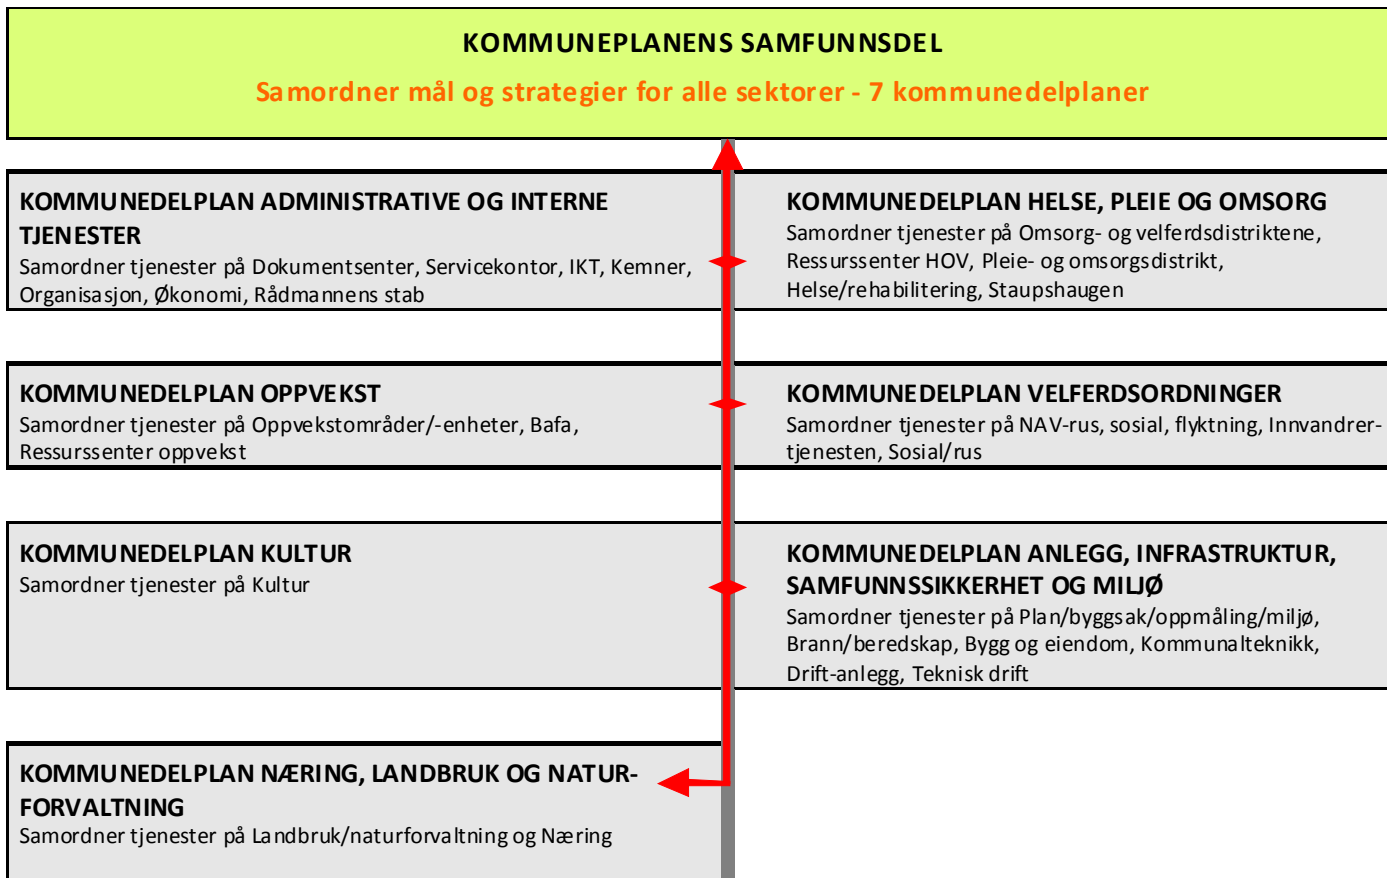 KOMMUNEPLANENS SAMFUNNSDEL
Samordner mål og strategier for alle sektorer - 7 kommunedelplaner
KOMMUNEDELPLAN ADMINISTRATIVE OG INTERNE
TJENESTER
Samordner tjenester på Dokumentsenter, Servicekontor, IKT, Kemner,
Organisasjon, Økonomi, Rådmannens stab
KOMMUNEDELPLAN HELSE, PLEIE OG OMSORG
Samordner tjenester på Omsorg- og velferdsdistriktene,
Ressurssenter HOV, Pleie- og omsorgsdistrikt,
Helse/rehabilitering, Staupshaugen
KOMMUNEDELPLAN OPPVEKST
Samordner tjenester på Oppvekstområder/-enheter, Bafa,
Ressurssenter oppvekst
KOMMUNEDELPLAN VELFERDSORDNINGER
Samordner tjenester på NAV-rus, sosial, flyktning, Innvandrer-
tjenesten, Sosial/rus
KOMMUNEDELPLAN KULTUR
Samordner tjenester på Kultur
KOMMUNEDELPLAN ANLEGG, INFRASTRUKTUR,
SAMFUNNSSIKKERHET OG MILJØ
Samordner tjenester på Plan/byggsak/oppmåling/miljø,
Brann/beredskap, Bygg og eiendom, Kommunalteknikk,
Drift-anlegg, Teknisk drift
KOMMUNEDELPLAN NÆRING, LANDBRUK OG NATUR-
FORVALTNING
Samordner tjenester på Landbruk/naturforvaltning og Næring